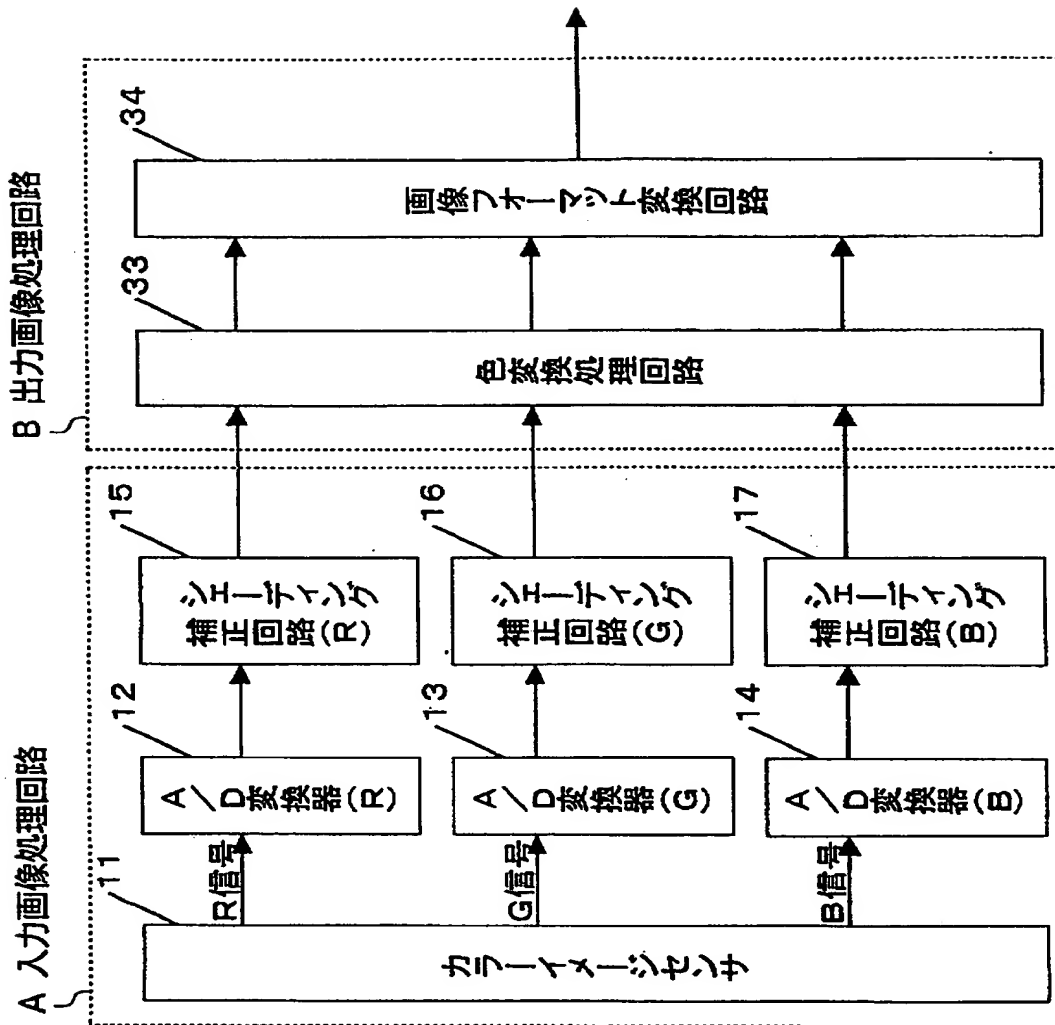 A 入力画像処理回路
11
カラーイメージセンサ
R信号
G信号
B信号
12
A/D変換器(R)
13
A/D変換器(G)
14
A/D変換器(B)
15
シェーディング
補正回路(R)
16
シェーディング
補正回路(G)
17
シェーディング
補正回路(B)
B 出力画像処理回路
33
色変換処理回路
34
画像フォーマット変換回路